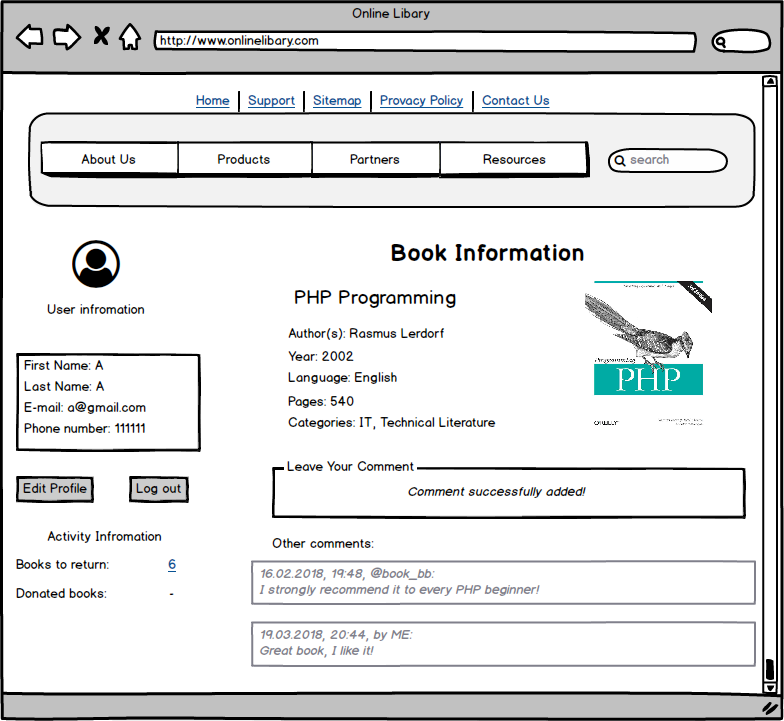 Online Libary
http://www.onlinelibary.com
Home Support Sitemap Provacy Policy Contact Us
About Us Products Partners Resources search
User infromation
First Name: A
Last Name: A
E-mail: a@gmail.com
Phone number: 111111
Edit Profile Log out
Activity Infromation
Books to return: 6
Donated books: -
Book Information
PHP Programming
Author(s): Rasmus Lerdorf
Year: 2002
Language: English
Pages: 540
Categories: IT, Technical Literature
Programming
PHP
O'REILLY
Leave Your Comment
Comment successfully added!
Other comments:
16.02.2018, 19:48, @book_bb:
I strongly recommend it to every PHP beginner!
19.03.2018, 20:44, by ME:
Great book, I like it!